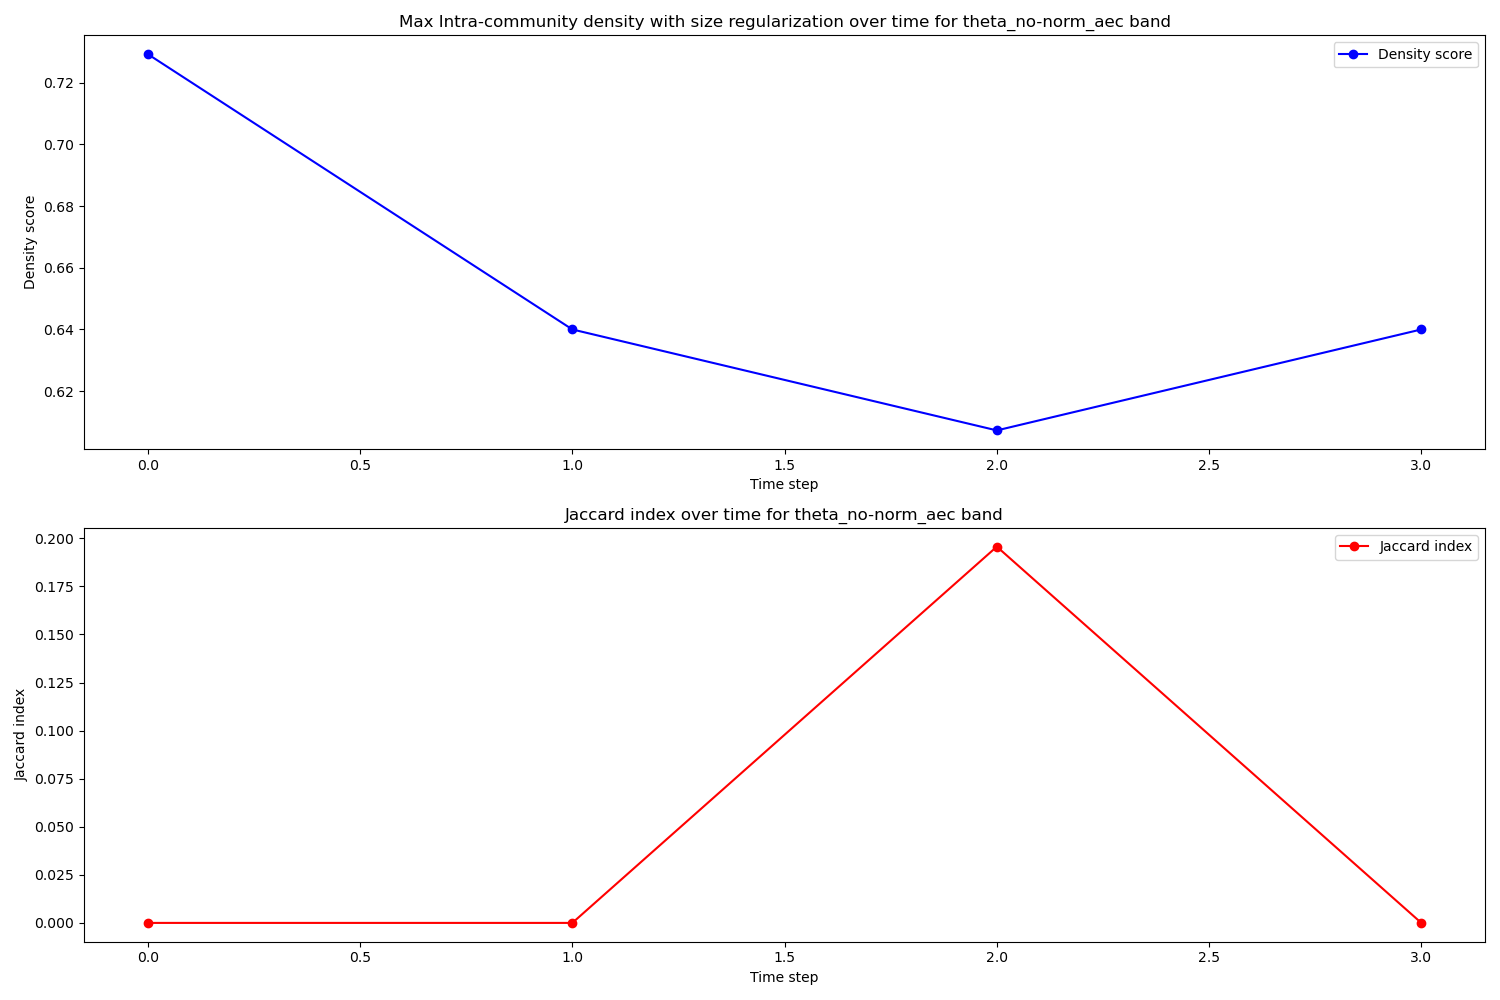 Max Intra-community density with size regularization over time for theta_no-norm_aec band
Density score
0.72
0.70
0.68
0.66
0.64
0.62
Density score
0.0 0.5 1.0 1.5 2.0 2.5 3.0
Time step
Jaccard index over time for theta_no-norm_aec band
Jaccard index
0.200
0.175
0.150
0.125
0.100
0.075
0.050
0.025
0.000
Jaccard index
0.0 0.5 1.0 1.5 2.0 2.5 3.0
Time step